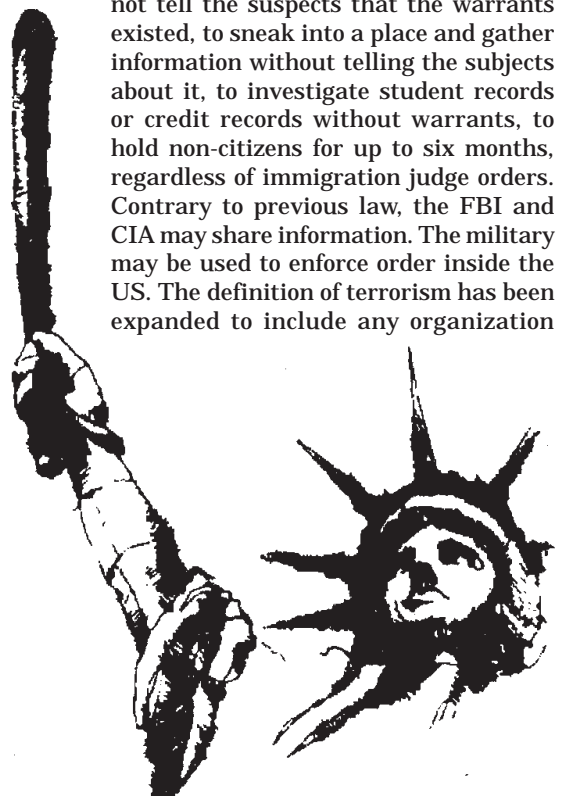 not tell the suspects that the warrants
existed, to sneak into a place and gather
information without telling the subjects
about it, to investigate student records
or credit records without warrants, to
hold non-citizens for up to six months,
regardless of immigration judge orders.
Contrary to previous law, the FBI and
CIA may share information. The military
may be used to enforce order inside the
US. The definition of terrorism has been
expanded to include any organization